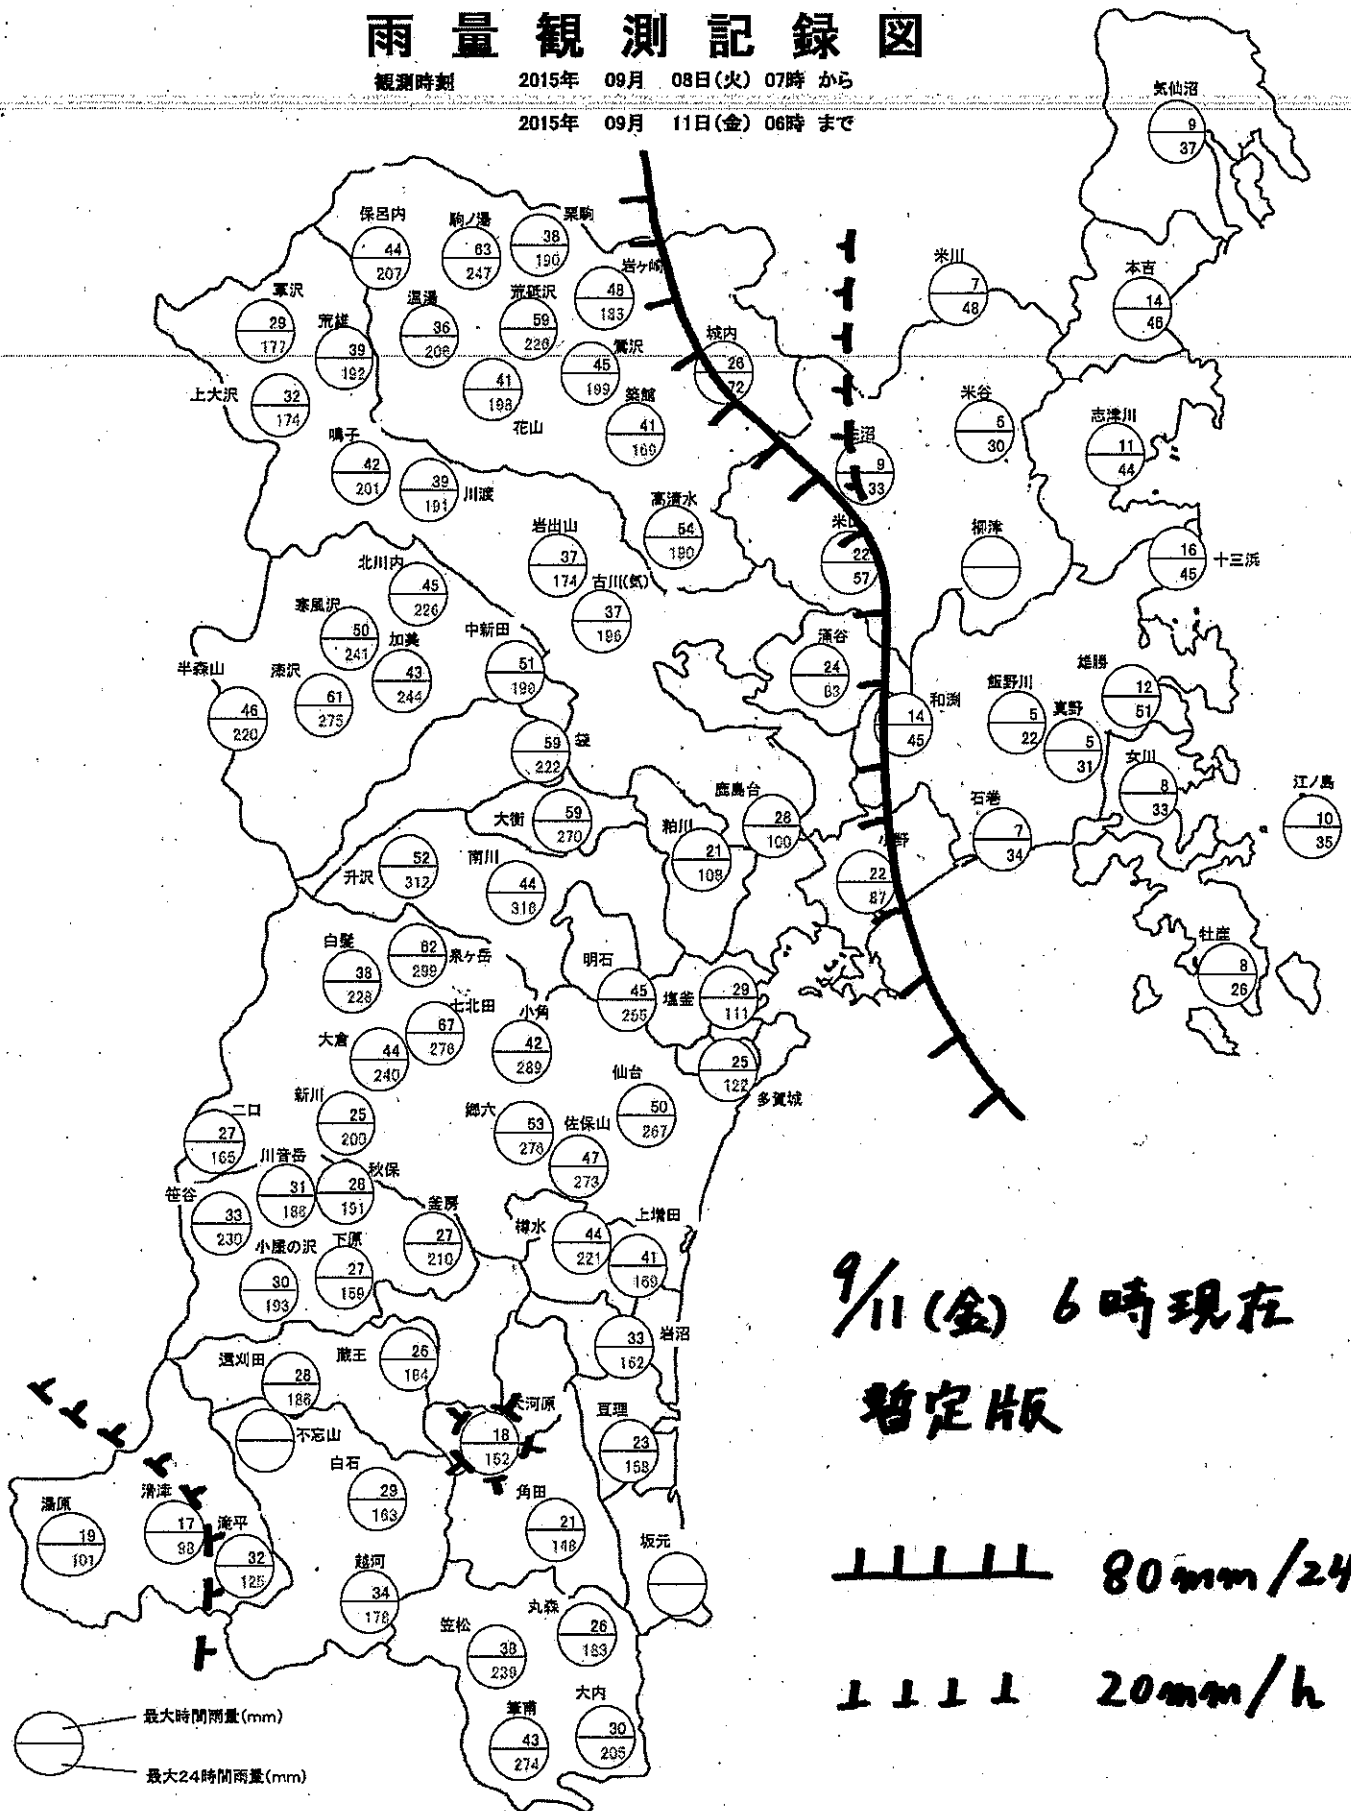 雨量観測記録図
観測時刻 2015年 09月 08日(火) 07時 から
2015年 09月 11日(金) 06時 まで
気仙沼
9
37
保呂内
44
207
駒ノ湯
63
247
栗駒
38
190
岩ヶ崎
48
183
米川
7
48
本吉
14
46
軍沢
29
177
荒雄
39
192
温湯
36
荒砥沢
59
226
鶯沢
45
199
城内
26
72
上大沢
32
174
41
198
花山
築館
41
169
米谷
5
30
志津川
11
44
鳴子
42
201
39
191
川渡
高清水
54
190
沼
9
33
岩出山
37
174
米山
22
57
柳津
16
45
十三浜
北川内
45
226
古川(気)
37
196
寒風沢
50
241
加美
43
244
中新田
51
190
涌谷
24
83
半森山
46
220
漆沢
61
275
和渕
14
45
飯野川
5
22
真野
5
31
雄勝
12
51
袋
59
222
女川
8
33
江ノ島
10
35
大衡
59
270
粕川
21
108
鹿島台
28
100
小野
22
87
石巻
7
34
升沢
52
312
南川
44
316
白髪
38
228
泉ヶ岳
62
299
明石
45
255
塩釜
29
111
牡鹿
8
26
大倉
44
240
七北田
67
276
小角
42
289
仙台
50
267
25
122
多賀城
新川
25
200
郷六
53
276
佐保山
47
273
二口
27
165
川音岳
31
186
秋保
28
191
笹谷
33
230
釜房
27
210
樽水
44
221
上増田
41
169
小屋の沢
30
193
下原
27
159
岩沼
33
162
9/11(金) 6時現在
遠刈田
28
186
蔵王
26
184
暫定版
大河原
18
152
亘理
23
158
不忘山
白石
29
163
湯原
19
101
滑津
17
98
滝平
32
125
角田
21
148
坂元
80mm/24
越河
34
176
笠松
38
239
丸森
26
183
20mm/h
筆甫
43
274
大内
30
205
最大時間雨量(mm)
最大24時間雨量(mm)